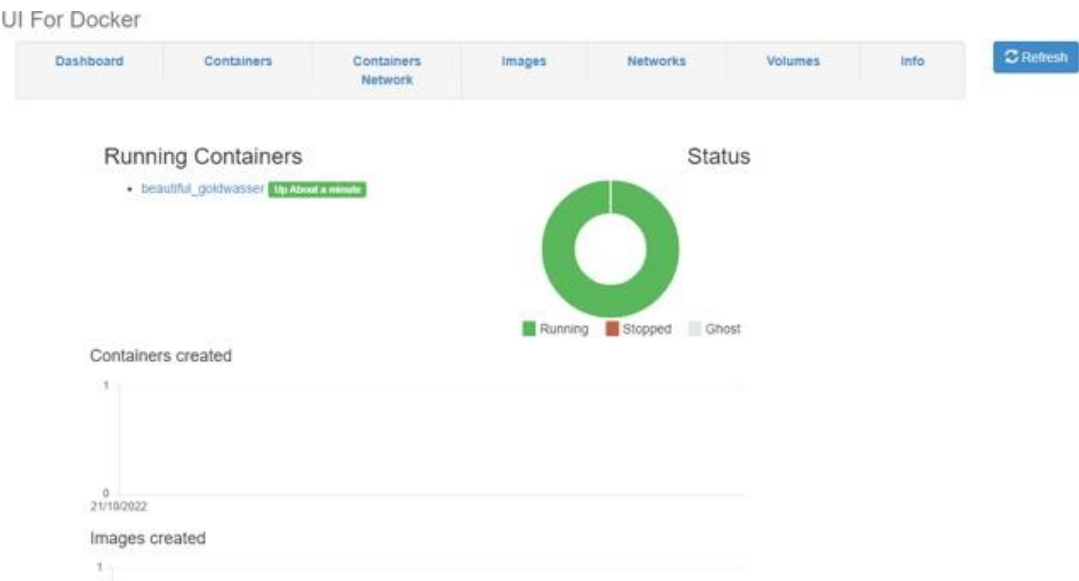 UI For Docker
Dashboard
Containers
Containers
Network
Images
Networks
Volumes
Info
Refresh
Running Containers
beautiful_goldwasser Up About a minute
Status
Running Stopped Ghost
Containers created
1
0
21/10/2022
Images created
1